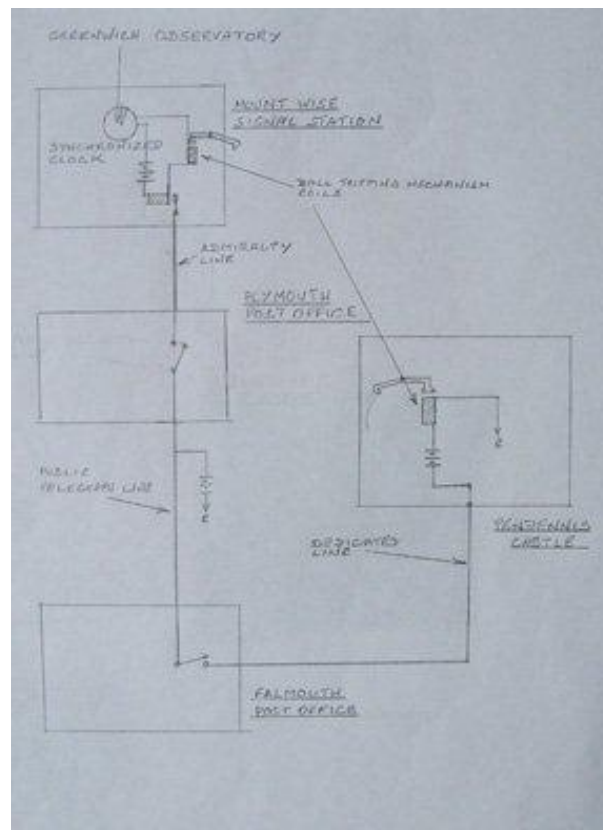 GREENWICH OBSERVATORY
MOUNT WISE
SIGNAL STATION
SYNCHRONIZED
CLOCK
BALL TRIPPING MECHANISM
COILS
ADMIRALTY
LINE
PLYMOUTH
POST OFFICE
PUBLIC
TELEGRAPH LINE
E
E
PENDENNIS
CASTLE
DEDICATED
LINE
FALMOUTH
POST OFFICE